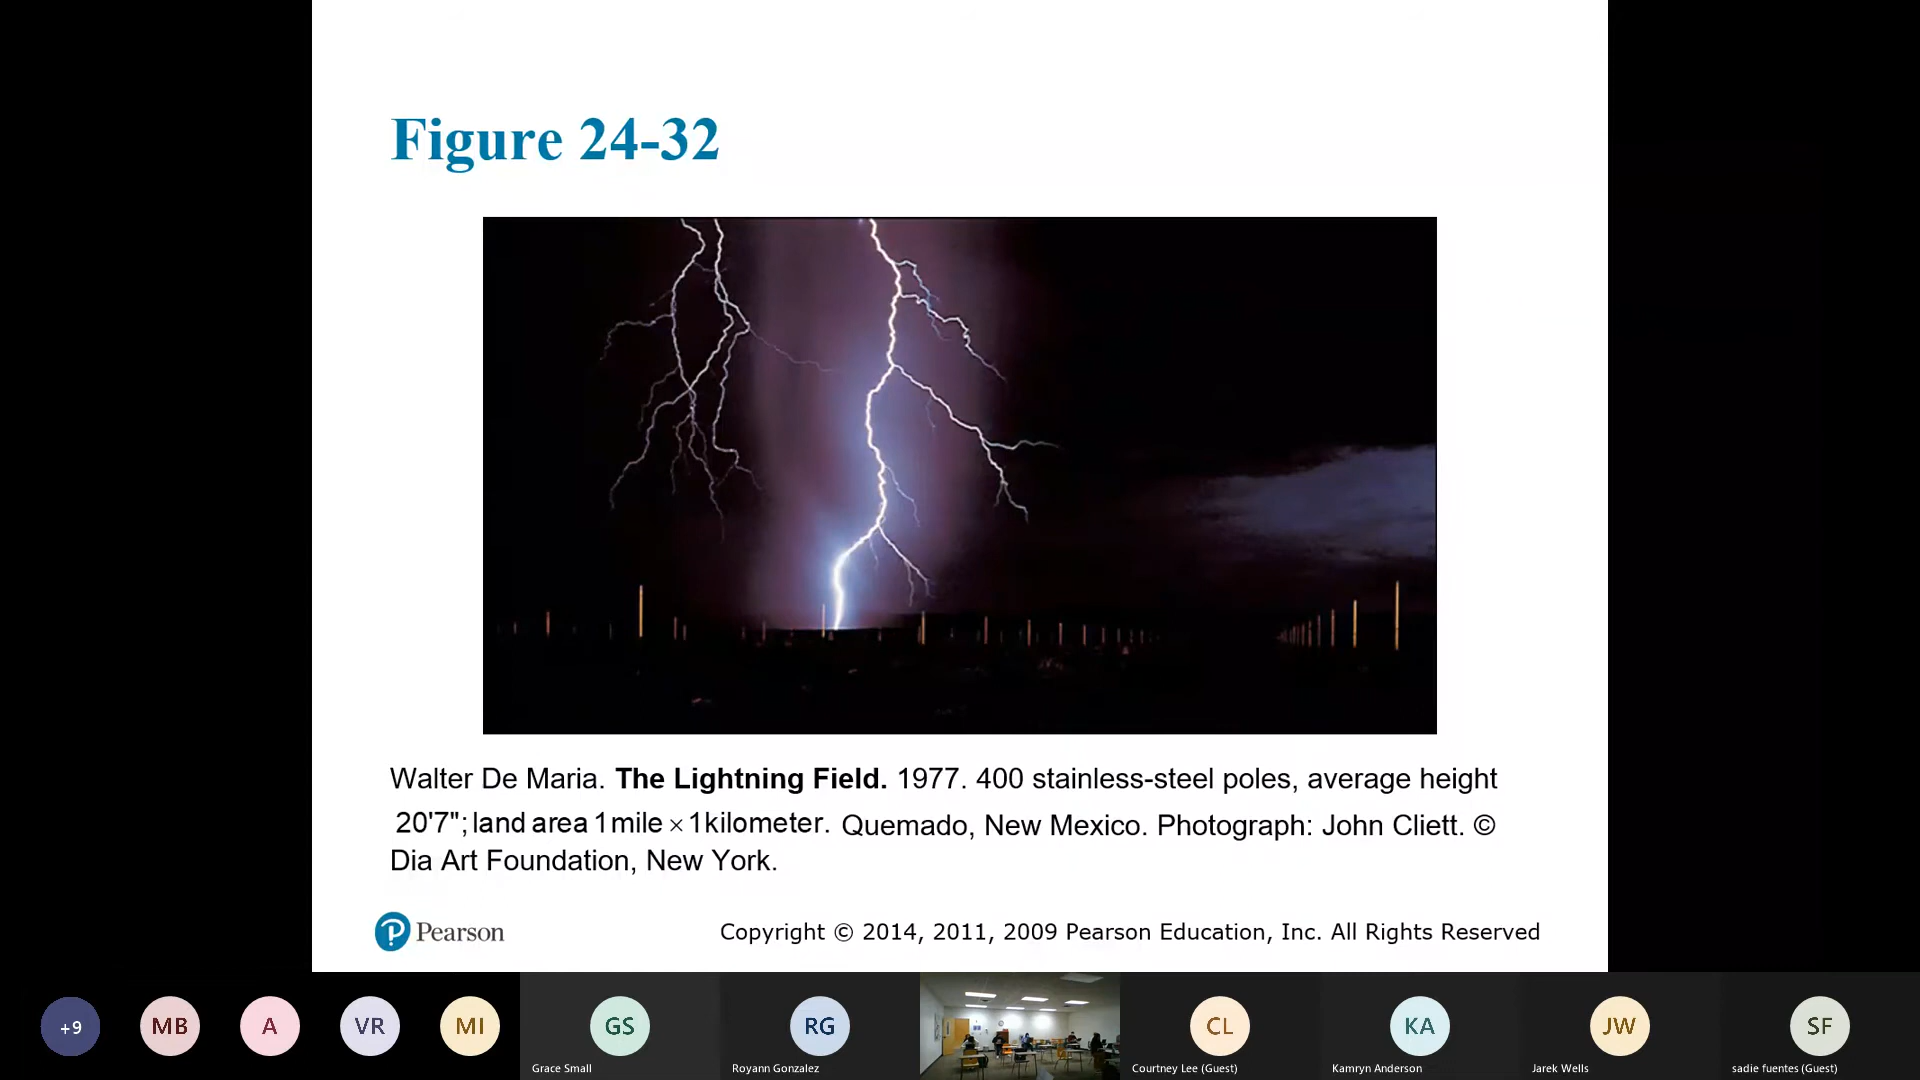 Figure 24-32
Walter De Maria. The Lightning Field. 1977. 400 stainless-steel poles, average height
20'7"; land area 1 mile × 1 kilometer. Quemado, New Mexico. Photograph: John Cliett. ©
Dia Art Foundation, New York.
Pearson
Copyright © 2014, 2011, 2009 Pearson Education, Inc. All Rights Reserved
+9 MB A VR MI GS RG CL KA JW SF
Grace Small Royann Gonzalez Courtney Lee (Guest) Kamryn Anderson Jarek Wells sadie fuentes (Guest)